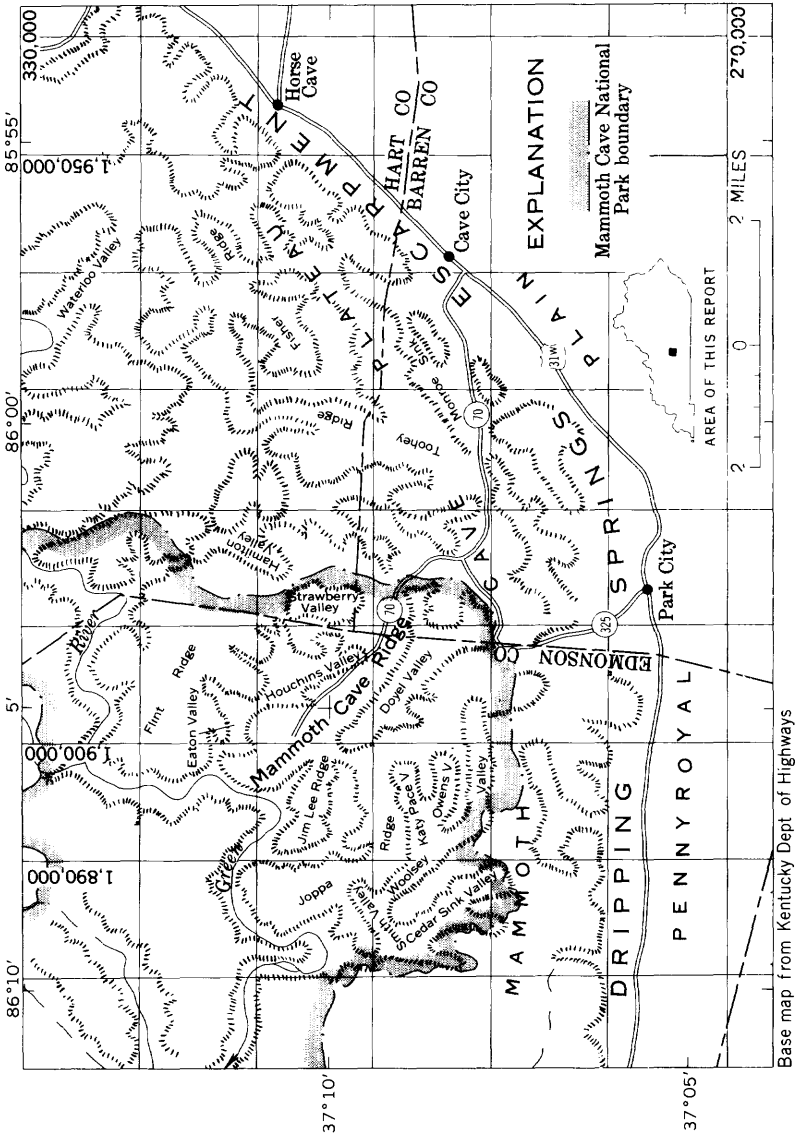 86°10'
5'
86°00'
85°55'
1,890,000
1,900,000
1,950,000
330,000
River
Green
Flint
Ridge
Eaton Valley
Houchins Valley
Mammoth Cave Ridge
Strawberry
Valley
Hamilton
Valley
Waterloo Valley
Fisher
Ridge
Toohey
Ridge
Monroe
Sink
Horse
Cave
Jim Lee Ridge
Joppa
Ridge
Doyel Valley
Kay Pace V
Owens V
Woolsey
Valley
Smith Valley
Cedar Sink Valley
70
70
HART CO
BARREN CO
Cave City
EDMONSON
CO
325
Park City
31W
MAMMOTH CAVE
PLATEAU
DRIPPING SPRINGS ESCARPMENT
PENNYROYAL PLAIN
EXPLANATION
Mammoth Cave National
Park boundary
AREA OF THIS REPORT
2
0
2 MILES
270,000
37°10'
37°05'
Base map from Kentucky Dept of Highways